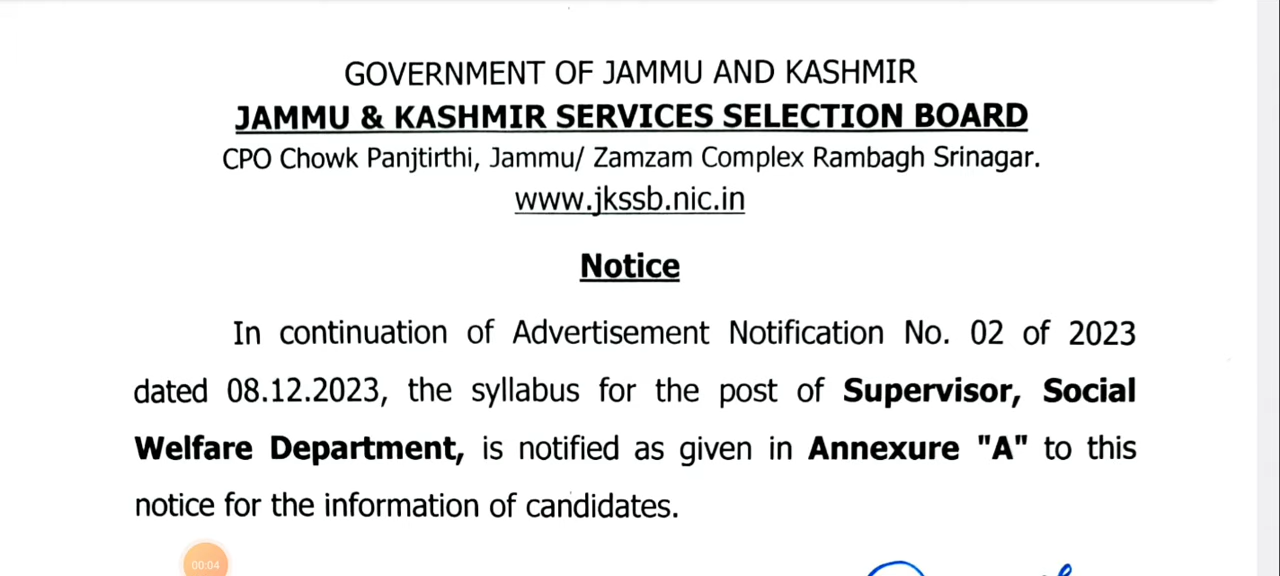 GOVERNMENT OF JAMMU AND KASHMIR
JAMMU & KASHMIR SERVICES SELECTION BOARD
CPO Chowk Panjtirthi, Jammu/ Zamzam Complex Rambagh Srinagar.
www.jkssb.nic.in
Notice
In continuation of Advertisement Notification No. 02 of 2023
dated 08.12.2023, the syllabus for the post of Supervisor, Social
Welfare Department, is notified as given in Annexure "A" to this
notice for the information of candidates.
00:04